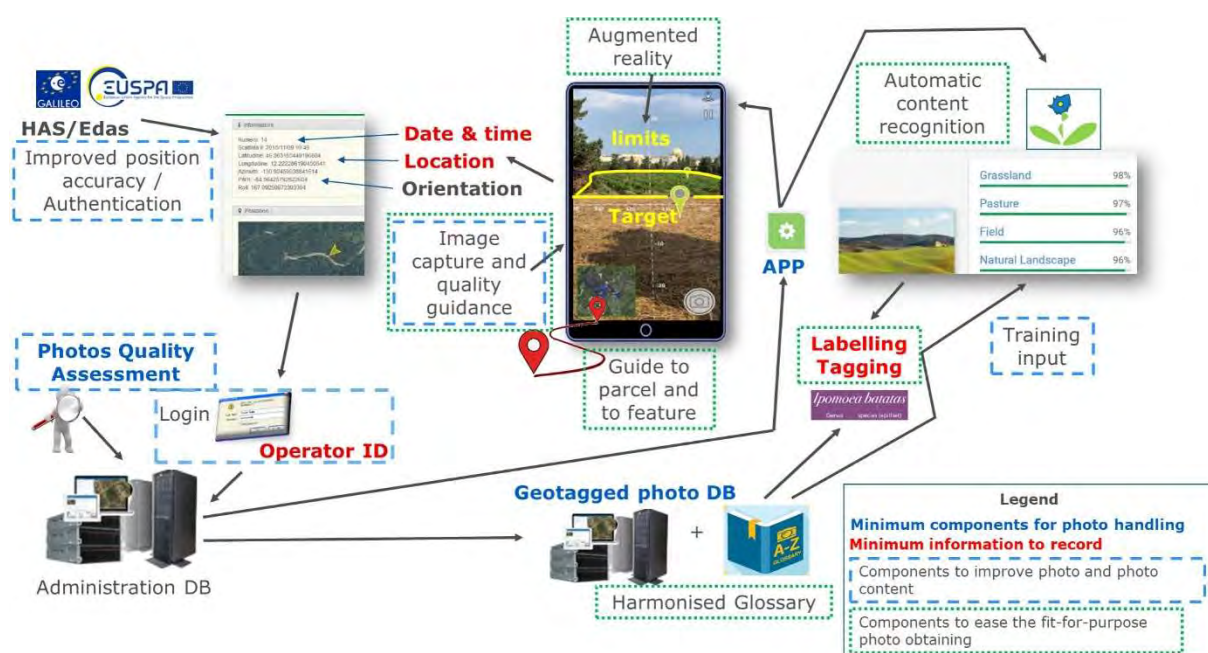 Augmented
reality
GALILEO
EUSPA
HAS/Edas
Improved position
accuracy /
Authentication
Informazioni
Date & time
Location
Orientation
limits
Target
Image
capture and
quality
guidance
Guide to
parcel and
to feature
APP
Automatic
content
recognition
Grassland 98%
Pasture 97%
Field 96%
Natural Landscape 96%
Training
input
Labelling
Tagging
Ipomoea batatas
Genus species (epithet)
Photos Quality
Assessment
Login
Operator ID
Administration DB
Geotagged photo DB
+
A-Z
GLOSSARY
Harmonised Glossary
Legend
Minimum components for photo handling
Minimum information to record
Components to improve photo and photo
content
Components to ease the fit-for-purpose
photo obtaining